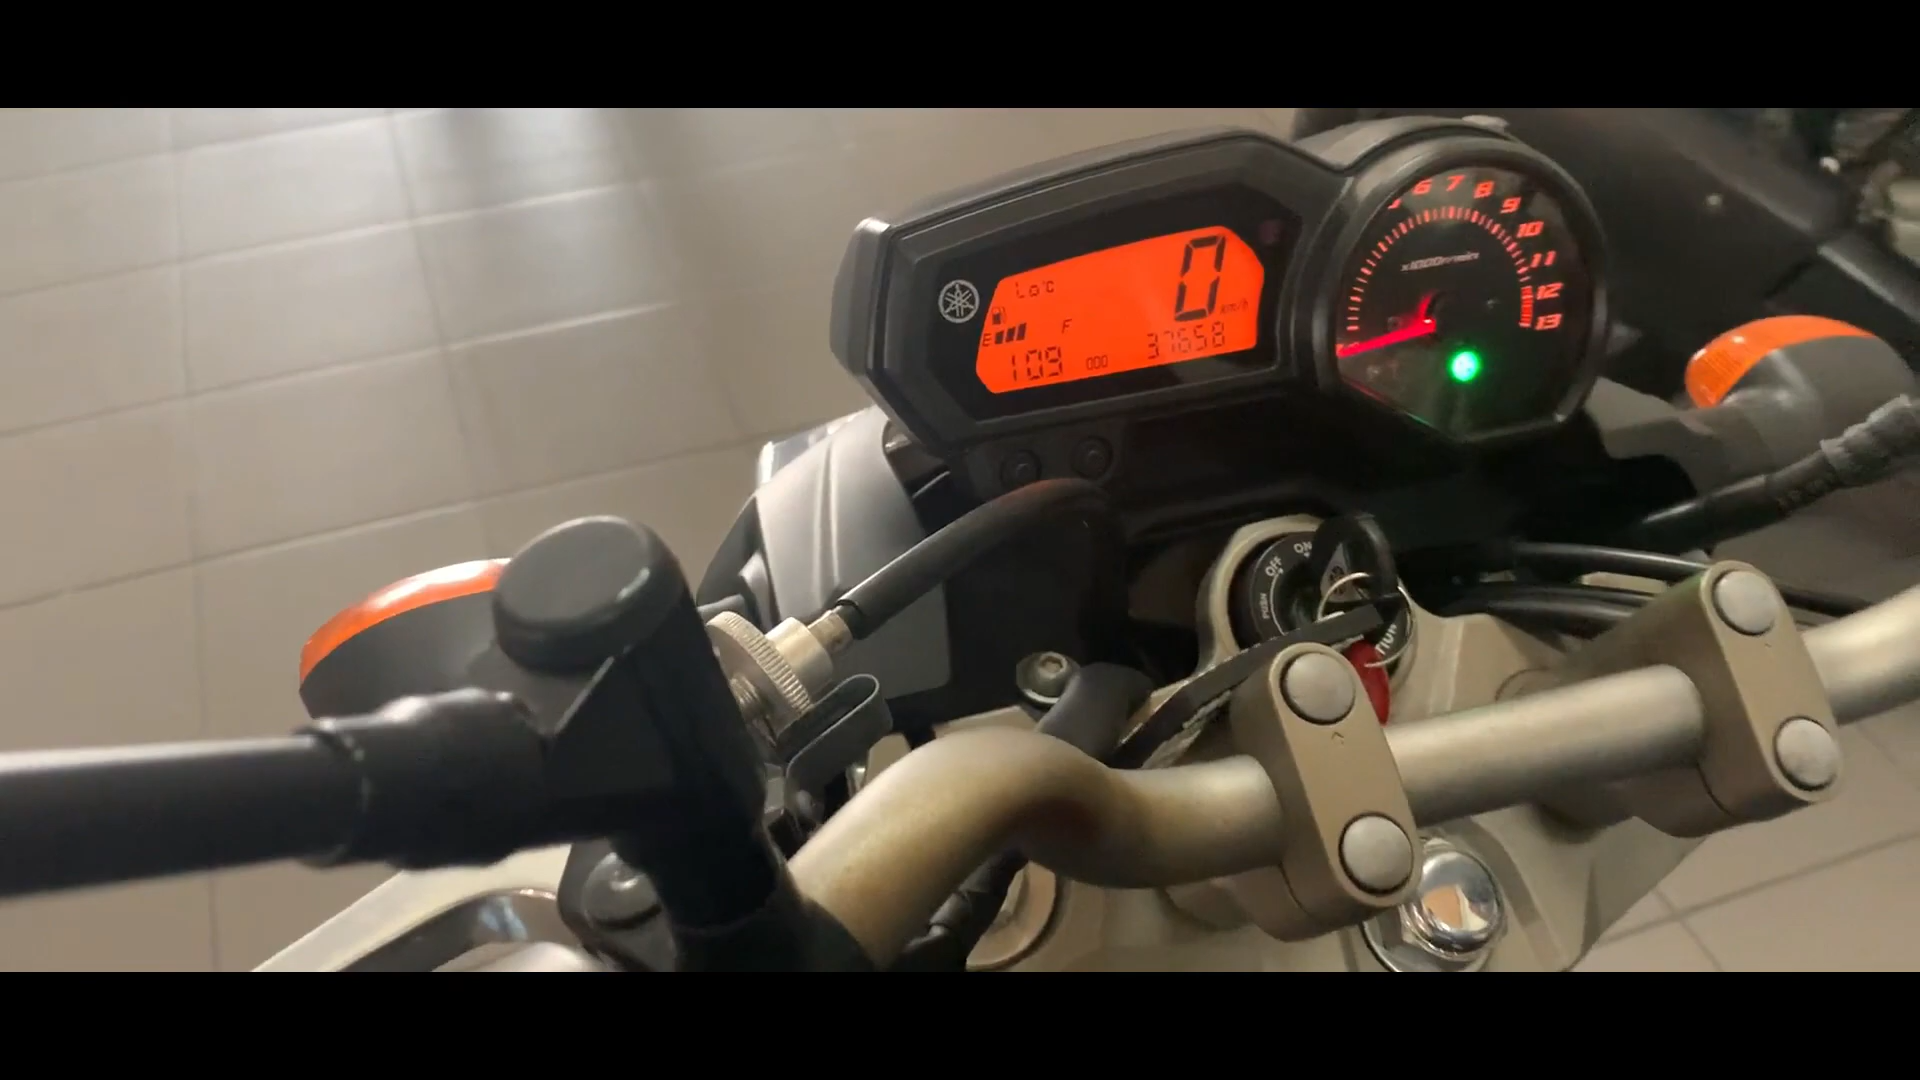 Lo°C
0 km/h
E F
109 000 37658
6 7 8 9 10 11 12 13
x1000r/min
ON
OFF
PUSH
RUN